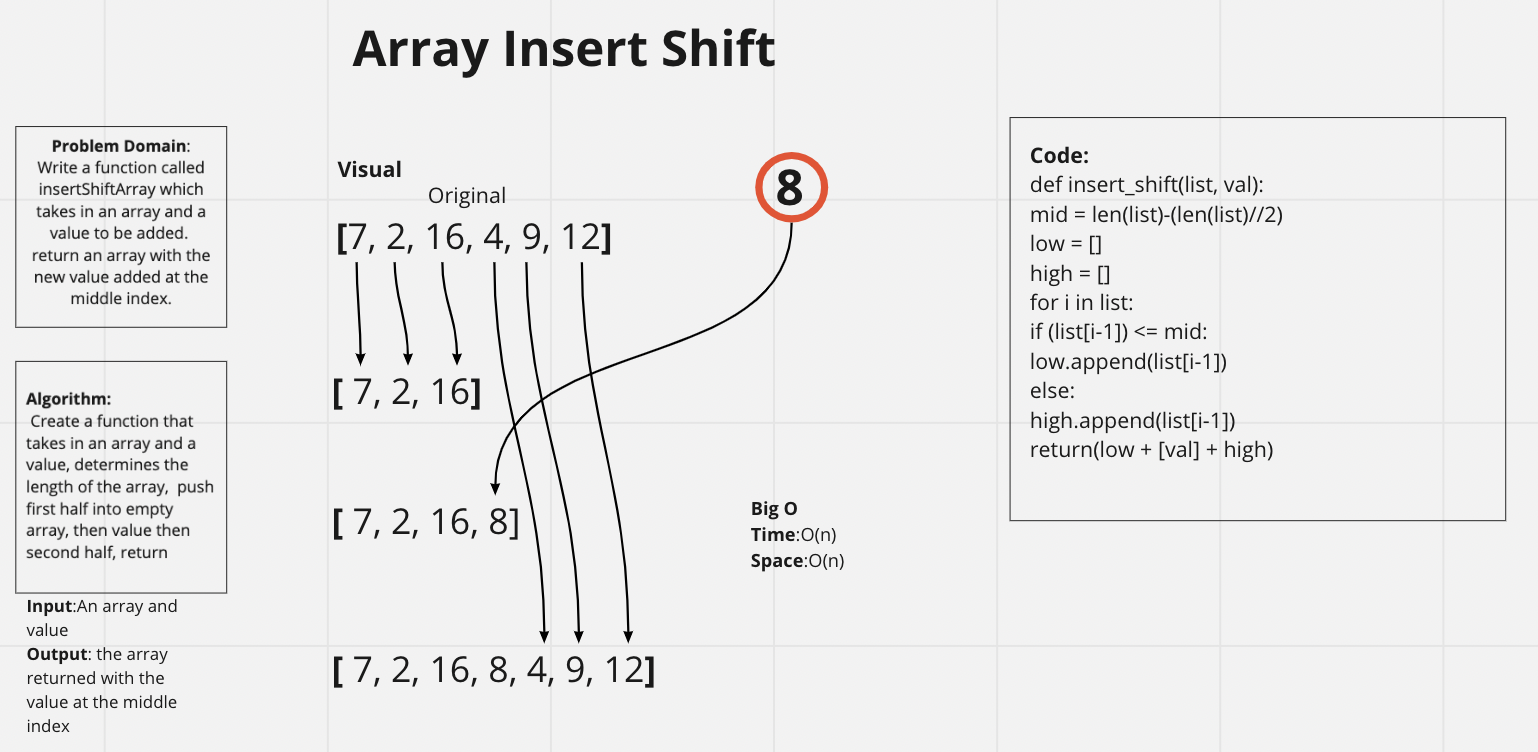 Array Insert Shift
Problem Domain:
Write a function called
insertShiftArray which
takes in an array and a
value to be added.
return an array with the
new value added at the
middle index.
Algorithm:
Create a function that
takes in an array and a
value, determines the
length of the array, push
first half into empty
array, then value then
second half, return
Input:An array and
value
Output: the array
returned with the
value at the middle
index
Visual
Original
8
[7, 2, 16, 4, 9, 12]
[ 7, 2, 16]
[ 7, 2, 16, 8]
[ 7, 2, 16, 8, 4, 9, 12]
Big O
Time:O(n)
Space:O(n)
Code:
def insert_shift(list, val):
mid = len(list)-(len(list)//2)
low = []
high = []
for i in list:
if (list[i-1]) <= mid:
low.append(list[i-1])
else:
high.append(list[i-1])
return(low + [val] + high)